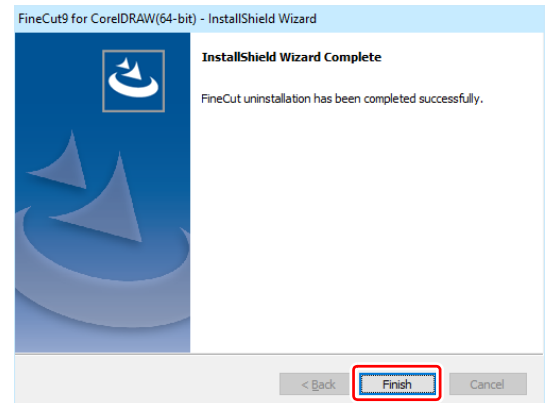 FineCut9 for CorelDRAW(64-bit) - InstallShield Wizard
InstallShield Wizard Complete
FineCut uninstallation has been completed successfully.
< Back Finish Cancel